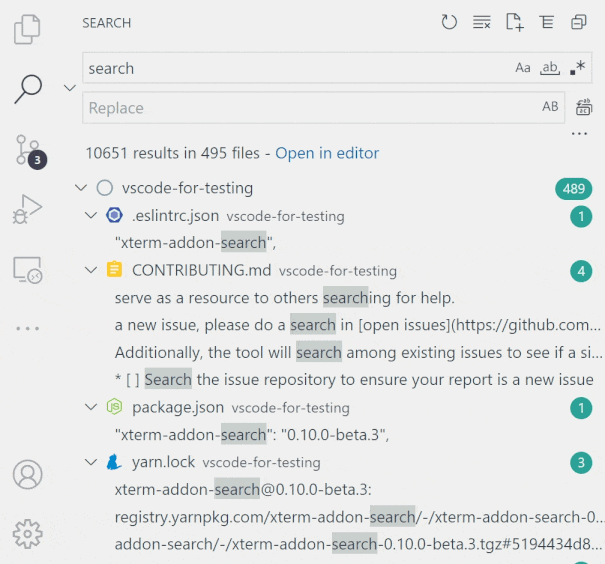 SEARCH
search
Aa ab
Replace
AB
ab
ac
...
10651 results in 495 files - Open in editor
3
vscode-for-testing 489
.eslintrc.json vscode-for-testing 1
"xterm-addon-search",
CONTRIBUTING.md vscode-for-testing 4
serve as a resource to others searching for help.
a new issue, please do a search in [open issues](https://github.com...
Additionally, the tool will search among existing issues to see if a si...
* [ ] Search the issue repository to ensure your report is a new issue
JS package.json vscode-for-testing 1
"xterm-addon-search": "0.10.0-beta.3",
yarn.lock vscode-for-testing 3
xterm-addon-search@0.10.0-beta.3:
registry.yarnpkg.com/xterm-addon-search/-/xterm-addon-search-0...
addon-search/-/xterm-addon-search-0.10.0-beta.3.tgz#5194434d8...